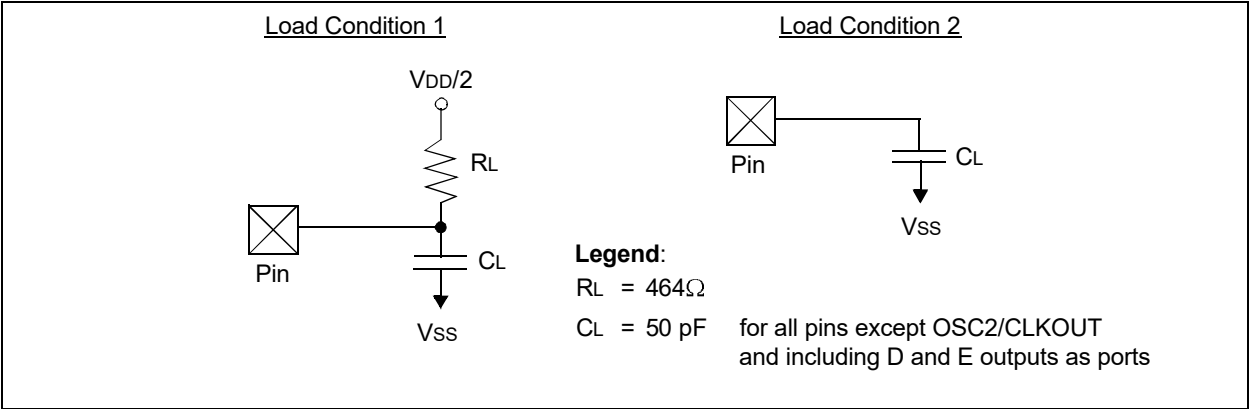 Load Condition 1
VDD/2
RL
Pin
CL
VSS
Load Condition 2
Pin
CL
VSS
Legend:
RL = 464Ω
CL = 50 pF for all pins except OSC2/CLKOUT
and including D and E outputs as ports